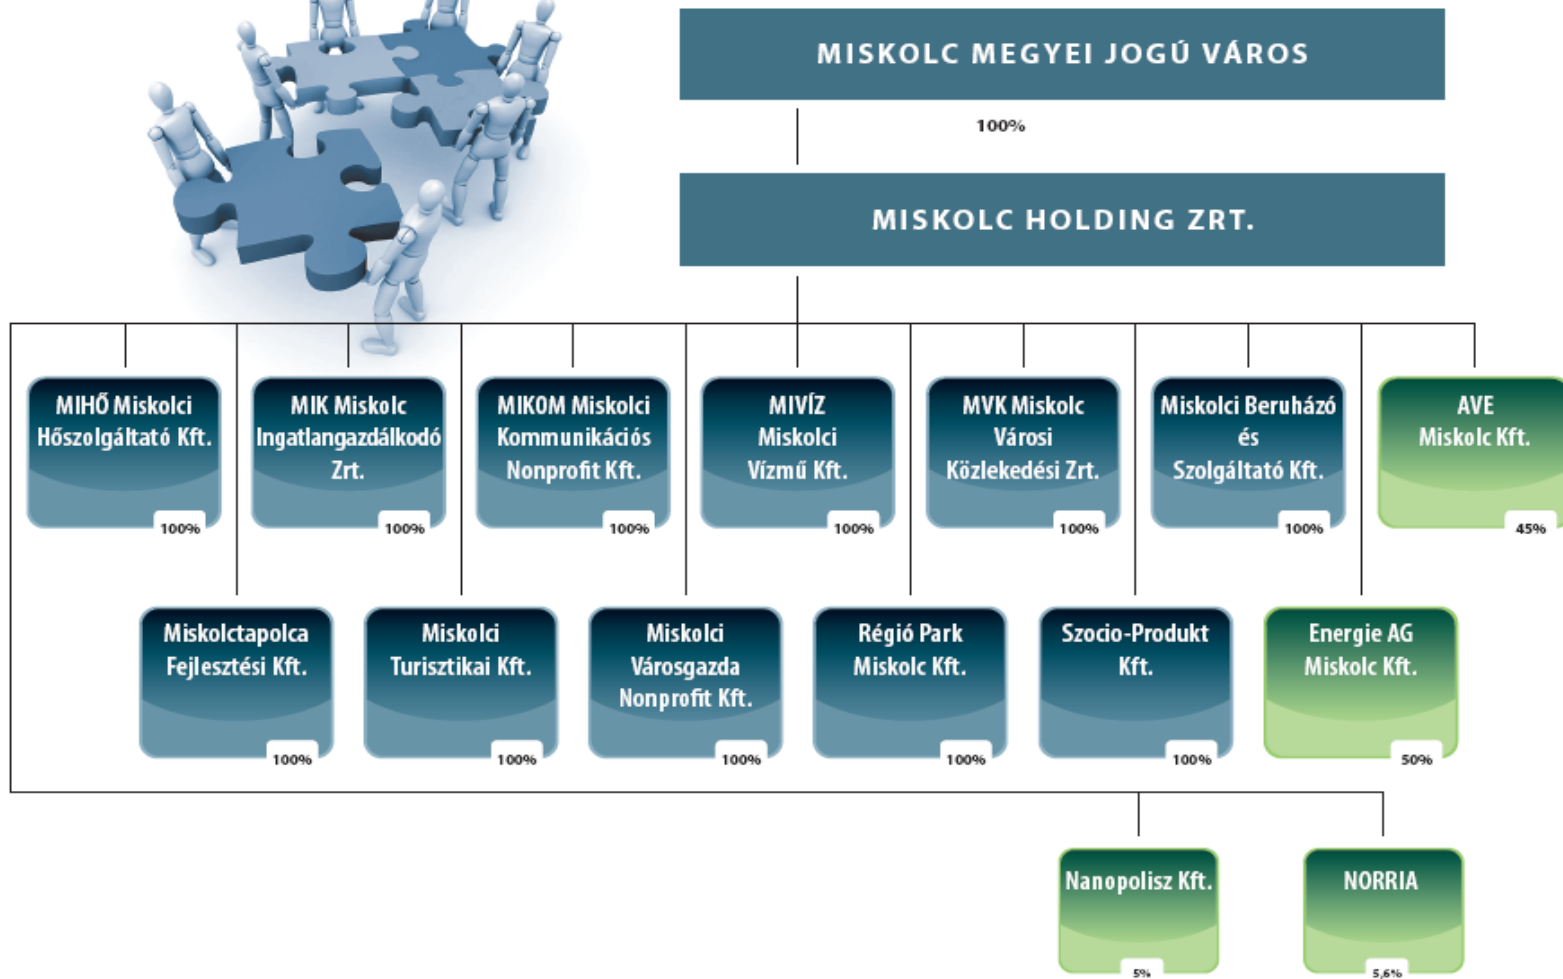 MISKOLC MEGYEI JOGÚ VÁROS
100%
MISKOLC HOLDING ZRT.
MIHŐ Miskolci
Hőszolgáltató Kft.
100%
MIK Miskolc
Ingatlangazdálkodó
Zrt.
100%
MIKOM Miskolci
Kommunikációs
Nonprofit Kft.
100%
MIVÍZ
Miskolci
Vízmű Kft.
100%
MVK Miskolc
Városi
Közlekedési Zrt.
100%
Miskolci Beruházó
és
Szolgáltató Kft.
100%
AVE
Miskolc Kft.
45%
Miskolctapolca
Fejlesztési Kft.
100%
Miskolci
Turisztikai Kft.
100%
Miskolci
Városgazda
Nonprofit Kft.
100%
Régió Park
Miskolc Kft.
100%
Szocio-Produkt
Kft.
100%
Energie AG
Miskolc Kft.
50%
Nanopolisz Kft.
5%
NORRIA
5,6%